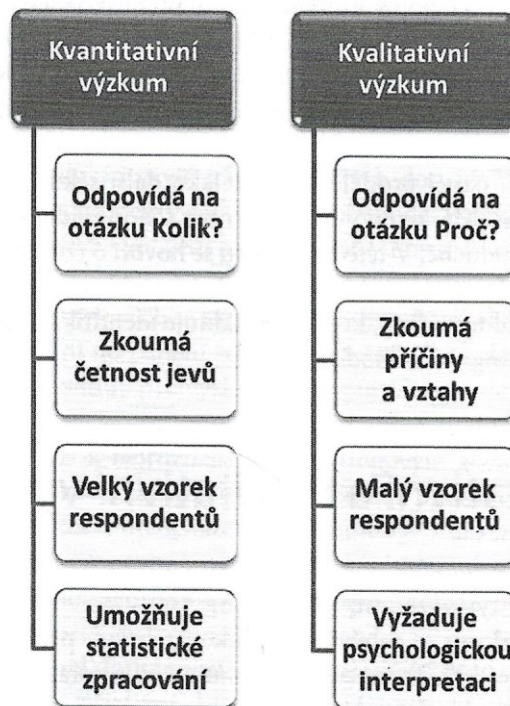 Kvantitativní
výzkum
Odpovídá na
otázku Kolik?
Zkoumá
četnost jevů
Velký vzorek
respondentů
Umožňuje
statistické
zpracování
Kvalitativní
výzkum
Odpovídá na
otázku Proč?
Zkoumá
příčiny
a vztahy
Malý vzorek
respondentů
Vyžaduje
psychologickou
interpretaci